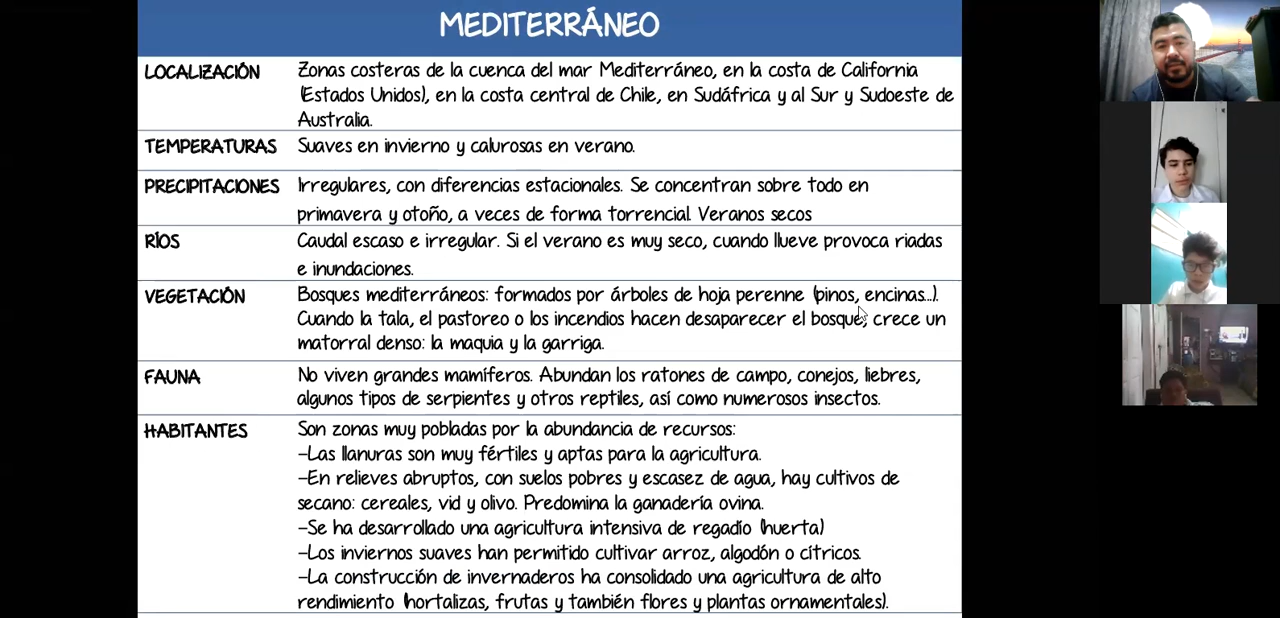 MEDITERRÁNEO
LOCALIZACIÓN
Zonas costeras de la cuenca del mar Mediterráneo, en la costa de California
(Estados Unidos), en la costa central de Chile, en Sudáfrica y al Sur y Sudoeste de
Australia.
TEMPERATURAS
Suaves en invierno y calurosas en verano.
PRECIPITACIONES
Irregulares, con diferencias estacionales. Se concentran sobre todo en
primavera y otoño, a veces de forma torrencial. Veranos secos
RÍOS
Caudal escaso e irregular. Si el verano es muy seco, cuando llueve provoca riadas
e inundaciones.
VEGETACIÓN
Bosques mediterráneos: formados por árboles de hoja perenne (pinos, encinas...).
Cuando la tala, el pastoreo o los incendios hacen desaparecer el bosque, crece un
matorral denso: la maquia y la garriga.
FAUNA
No viven grandes mamíferos. Abundan los ratones de campo, conejos, liebres,
algunos tipos de serpientes y otros reptiles, así como numerosos insectos.
HABITANTES
Son zonas muy pobladas por la abundancia de recursos:
-Las llanuras son muy fértiles y aptas para la agricultura.
-En relieves abruptos, con suelos pobres y escasez de agua, hay cultivos de
secano: cereales, vid y olivo. Predomina la ganadería ovina.
-Se ha desarrollado una agricultura intensiva de regadío (huerta)
-Los inviernos suaves han permitido cultivar arroz, algodón o cítricos.
-La construcción de invernaderos ha consolidado una agricultura de alto
rendimiento (hortalizas, frutas y también flores y plantas ornamentales).